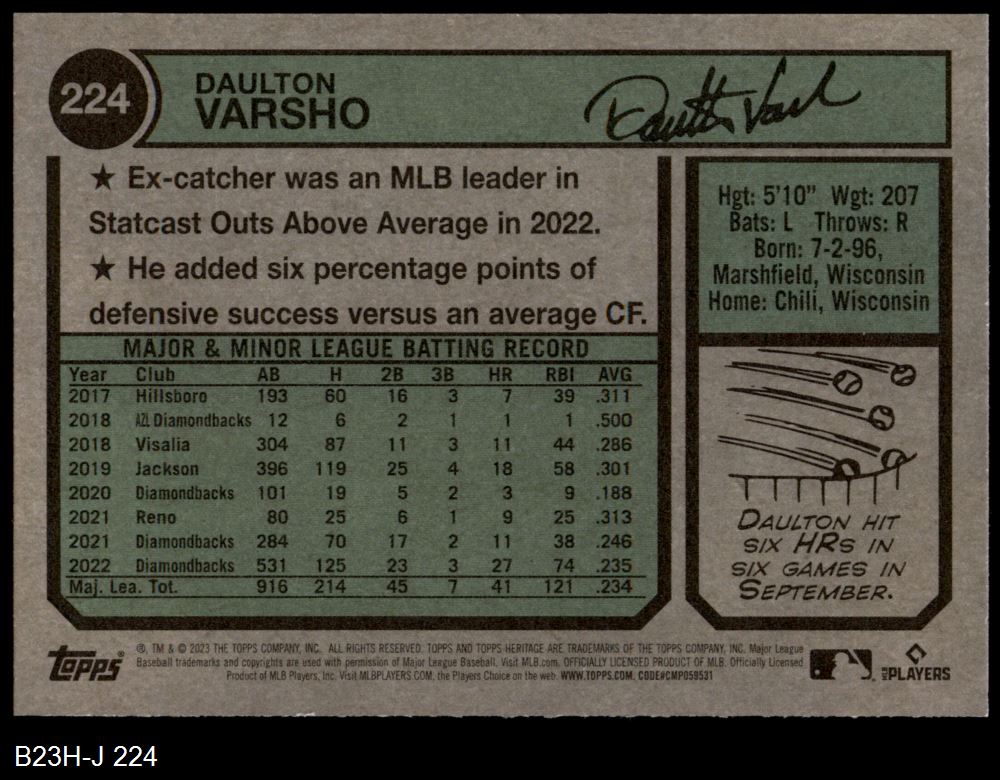 224
DAULTON
VARSHO
Daulton Varsh
★ Ex-catcher was an MLB leader in
Statcast Outs Above Average in 2022.
★ He added six percentage points of
defensive success versus an average CF.
MAJOR & MINOR LEAGUE BATTING RECORD
Year Club AB H 2B 3B HR RBI AVG
2017 Hillsboro 193 60 16 3 7 39 .311
2018 AZL Diamondbacks 12 6 2 1 1 1 .500
2018 Visalia 304 87 11 3 11 44 .286
2019 Jackson 396 119 25 4 18 58 .301
2020 Diamondbacks 101 19 5 2 3 9 .188
2021 Reno 80 25 6 1 9 25 .313
2021 Diamondbacks 284 70 17 2 11 38 .246
2022 Diamondbacks 531 125 23 3 27 74 .235
Maj. Lea. Tot. 916 214 45 7 41 121 .234
Hgt: 5'10" Wgt: 207
Bats: L Throws: R
Born: 7-2-96,
Marshfield, Wisconsin
Home: Chili, Wisconsin
DAULTON HIT
SIX HRS IN
SIX GAMES IN
SEPTEMBER.
Topps®
®, TM & © 2023 THE TOPPS COMPANY, INC. ALL RIGHTS RESERVED. TOPPS AND TOPPS HERITAGE ARE TRADEMARKS OF THE TOPPS COMPANY, INC. Major League
Baseball trademarks and copyrights are used with permission of Major League Baseball. Visit MLB.com. OFFICIALLY LICENSED PRODUCT OF MLB. Officially Licensed
Product of MLB Players, Inc. Visit MLBPLAYERS.COM, the Players Choice on the web. WWW.TOPPS.COM. CODE#CMP059531
MLB PLAYERS
B23H-J 224